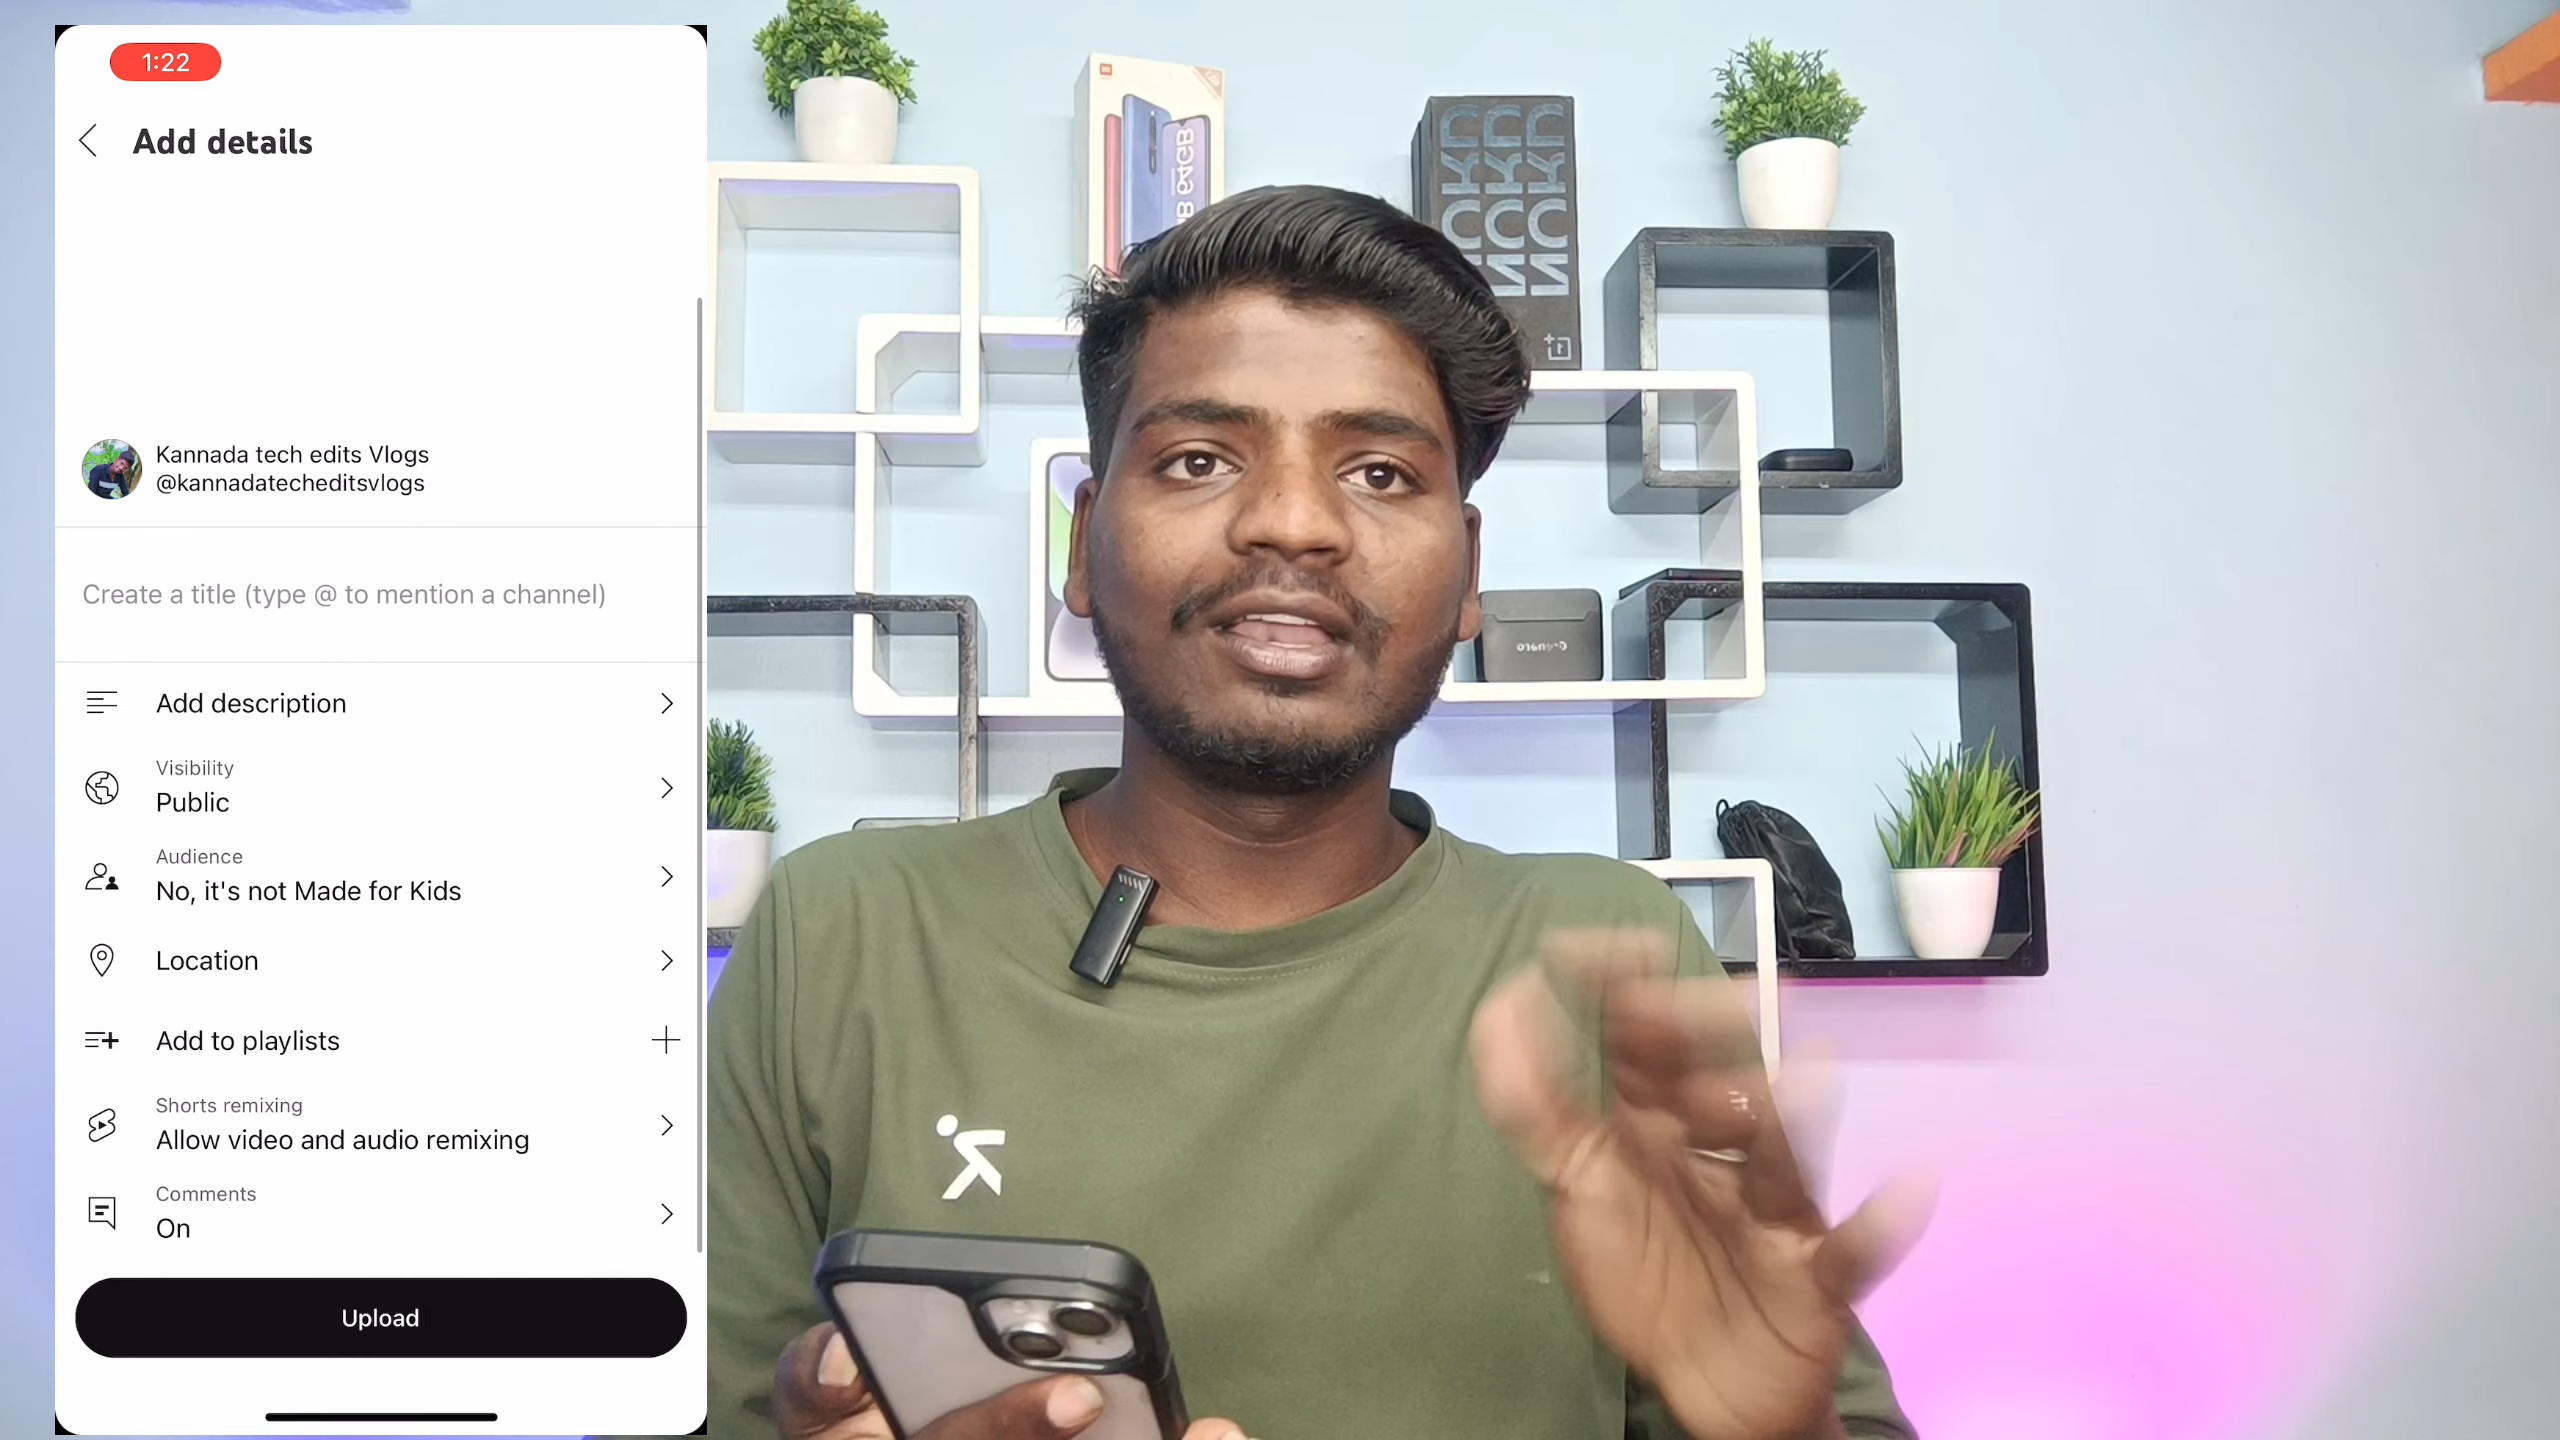 1:22
Add details
Kannada tech edits Vlogs
@kannadatecheditsvlogs
Create a title (type @ to mention a channel)
Add description
Visibility
Public
Audience
No, it's not Made for Kids
Location
Add to playlists
Shorts remixing
Allow video and audio remixing
Comments
On
Upload
64GB